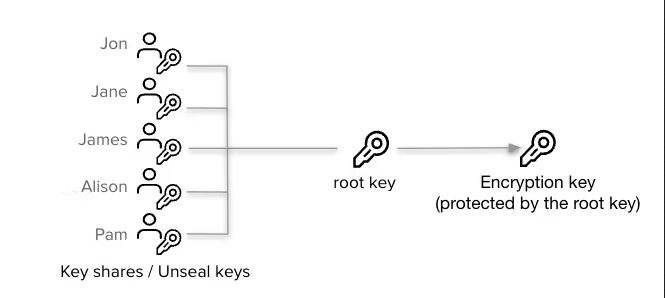 Jon
Jane
James
Alison
Pam
Key shares / Unseal keys
root key
Encryption key
(protected by the root key)